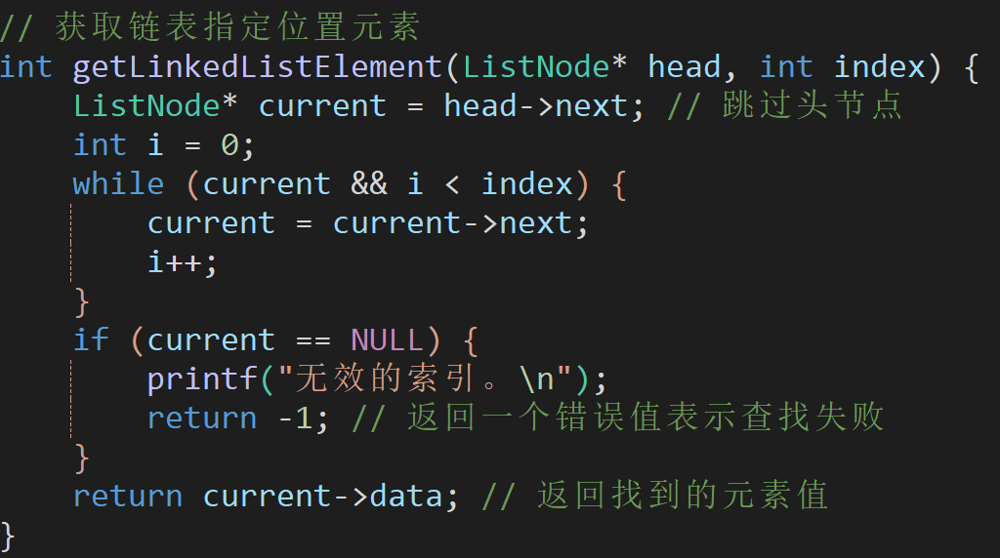 // 获取链表指定位置元素
int getLinkedListElement(ListNode* head, int index) {
    ListNode* current = head->next; // 跳过头节点
    int i = 0;
    while (current && i < index) {
        current = current->next;
        i++;
    }
    if (current == NULL) {
        printf("无效的索引。\n");
        return -1; // 返回一个错误值表示查找失败
    }
    return current->data; // 返回找到的元素值
}